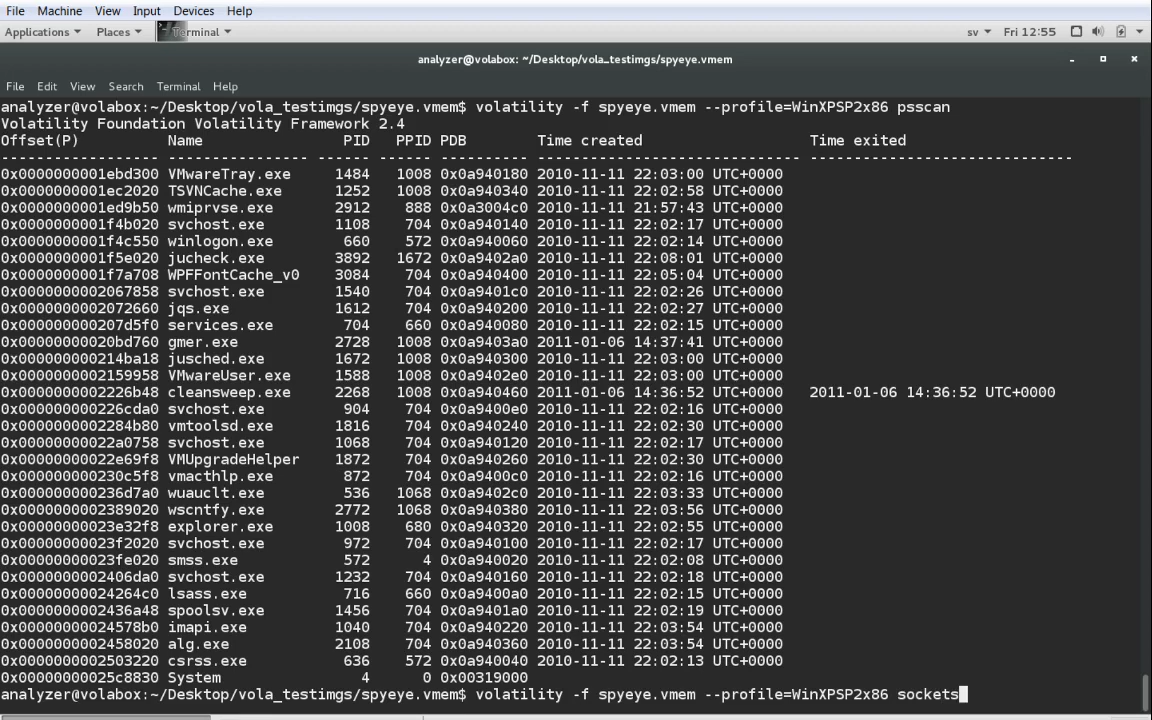 File Machine View Input Devices Help
Applications Places Terminal sv Fri 12:55
analyzer@volabox: ~/Desktop/vola_testimgs/spyeye.vmem
File Edit View Search Terminal Help
analyzer@volabox:~/Desktop/vola_testimgs/spyeye.vmem$ volatility -f spyeye.vmem --profile=WinXPSP2x86 psscan
Volatility Foundation Volatility Framework 2.4
Offset(P) Name PID PPID PDB Time created Time exited
------------------ ---------------- ------ ------ ---------- ------------------------------ ------------------------------
0x0000000001ebd300 VMwareTray.exe 1484 1008 0x0a940180 2010-11-11 22:03:00 UTC+0000
0x0000000001ec2020 TSVNCache.exe 1252 1008 0x0a940340 2010-11-11 22:02:58 UTC+0000
0x0000000001ed9b50 wmiprvse.exe 2912 888 0x0a3004c0 2010-11-11 21:57:43 UTC+0000
0x0000000001f4b020 svchost.exe 1108 704 0x0a940140 2010-11-11 22:02:17 UTC+0000
0x0000000001f4c550 winlogon.exe 660 572 0x0a940060 2010-11-11 22:02:14 UTC+0000
0x0000000001f5e020 jucheck.exe 3892 1672 0x0a9402a0 2010-11-11 22:08:01 UTC+0000
0x0000000001f7a708 WPFFontCache_v0 3084 704 0x0a940400 2010-11-11 22:05:04 UTC+0000
0x0000000002067858 svchost.exe 1540 704 0x0a9401c0 2010-11-11 22:02:26 UTC+0000
0x0000000002072660 jqs.exe 1612 704 0x0a940200 2010-11-11 22:02:27 UTC+0000
0x000000000207d5f0 services.exe 704 660 0x0a940080 2010-11-11 22:02:15 UTC+0000
0x00000000020bd760 gmer.exe 2728 1008 0x0a9403a0 2011-01-06 14:37:41 UTC+0000
0x000000000214ba18 jusched.exe 1672 1008 0x0a940300 2010-11-11 22:03:00 UTC+0000
0x0000000002159958 VMwareUser.exe 1588 1008 0x0a9402e0 2010-11-11 22:03:00 UTC+0000
0x0000000002226b48 cleansweep.exe 2268 1008 0x0a940460 2011-01-06 14:36:52 UTC+0000 2011-01-06 14:36:52 UTC+0000
0x000000000226cda0 svchost.exe 904 704 0x0a9400e0 2010-11-11 22:02:16 UTC+0000
0x0000000002284b80 vmtoolsd.exe 1816 704 0x0a940240 2010-11-11 22:02:30 UTC+0000
0x00000000022a0758 svchost.exe 1068 704 0x0a940120 2010-11-11 22:02:17 UTC+0000
0x00000000022e69f8 VMUpgradeHelper 1872 704 0x0a940260 2010-11-11 22:02:30 UTC+0000
0x000000000230c5f8 vmacthlp.exe 872 704 0x0a9400c0 2010-11-11 22:02:16 UTC+0000
0x000000000236d7a0 wuauclt.exe 536 1068 0x0a9402c0 2010-11-11 22:03:33 UTC+0000
0x0000000002389020 wscntfy.exe 2772 1068 0x0a940380 2010-11-11 22:03:56 UTC+0000
0x00000000023e32f8 explorer.exe 1008 680 0x0a940320 2010-11-11 22:02:55 UTC+0000
0x00000000023f2020 svchost.exe 972 704 0x0a940100 2010-11-11 22:02:17 UTC+0000
0x00000000023fe020 smss.exe 572 4 0x0a940020 2010-11-11 22:02:08 UTC+0000
0x0000000002406da0 svchost.exe 1232 704 0x0a940160 2010-11-11 22:02:18 UTC+0000
0x00000000024264c0 lsass.exe 716 660 0x0a9400a0 2010-11-11 22:02:15 UTC+0000
0x0000000002436a48 spoolsv.exe 1456 704 0x0a9401a0 2010-11-11 22:02:19 UTC+0000
0x00000000024578b0 imapi.exe 1040 704 0x0a940220 2010-11-11 22:03:54 UTC+0000
0x0000000002458020 alg.exe 2108 704 0x0a940360 2010-11-11 22:03:54 UTC+0000
0x0000000002503220 csrss.exe 636 572 0x0a940040 2010-11-11 22:02:13 UTC+0000
0x00000000025c8830 System 4 0 0x00319000
analyzer@volabox:~/Desktop/vola_testimgs/spyeye.vmem$ volatility -f spyeye.vmem --profile=WinXPSP2x86 sockets